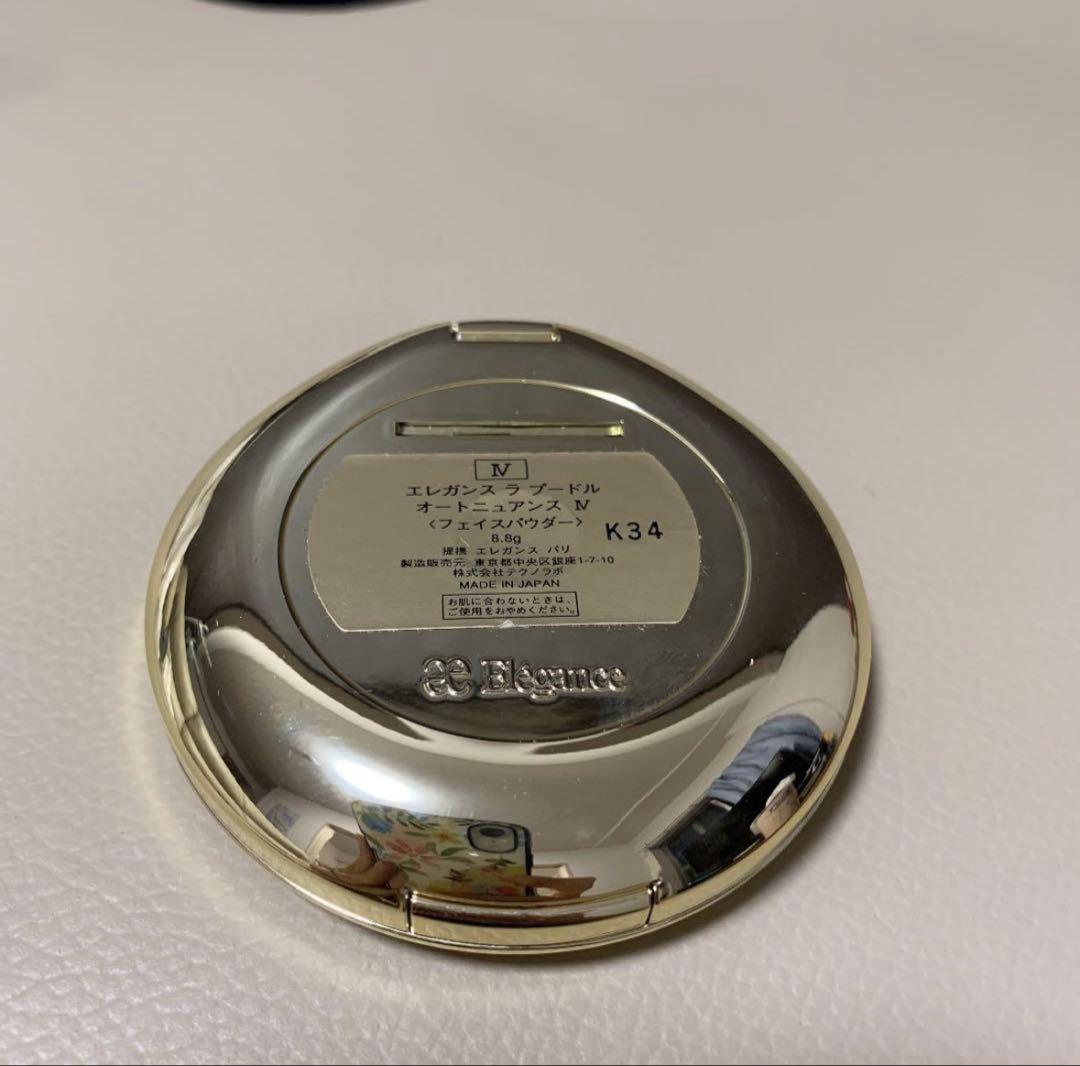 Ⅳ
エレガンス ラ プードル
オートニュアンス Ⅳ
〈フェイスパウダー〉
K34
8.8g
提携 エレガンス パリ
製造販売元 東京都中央区銀座1-7-10
株式会社テクノラボ
MADE IN JAPAN
お肌に合わないときは、
ご使用をおやめください。
Elégance